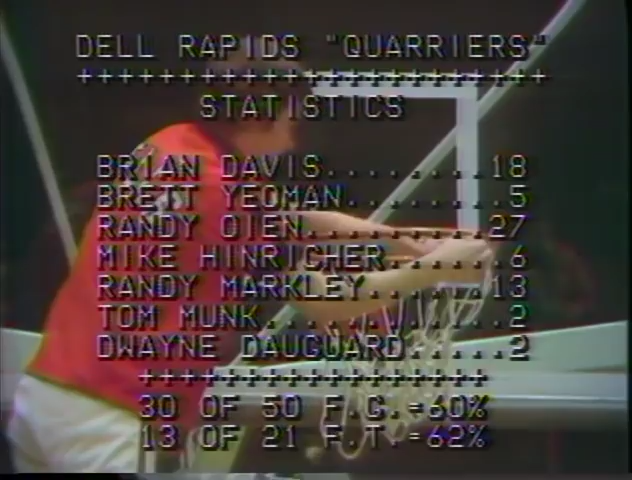 DELL RAPIDS "QUARRIERS"
+++++++++++++++++++++++
STATISTICS
BRIAN DAVIS........18
BRETT YEOMAN........5
RANDY OIEN.........27
MIKE HINRICHER......6
RANDY MARKLEY......13
TOM MUNK............2
DWAYNE DAUGUARD.....2
+++++++++++++++++
30 OF 50 F.G.=60%
13 OF 21 F.T.=62%